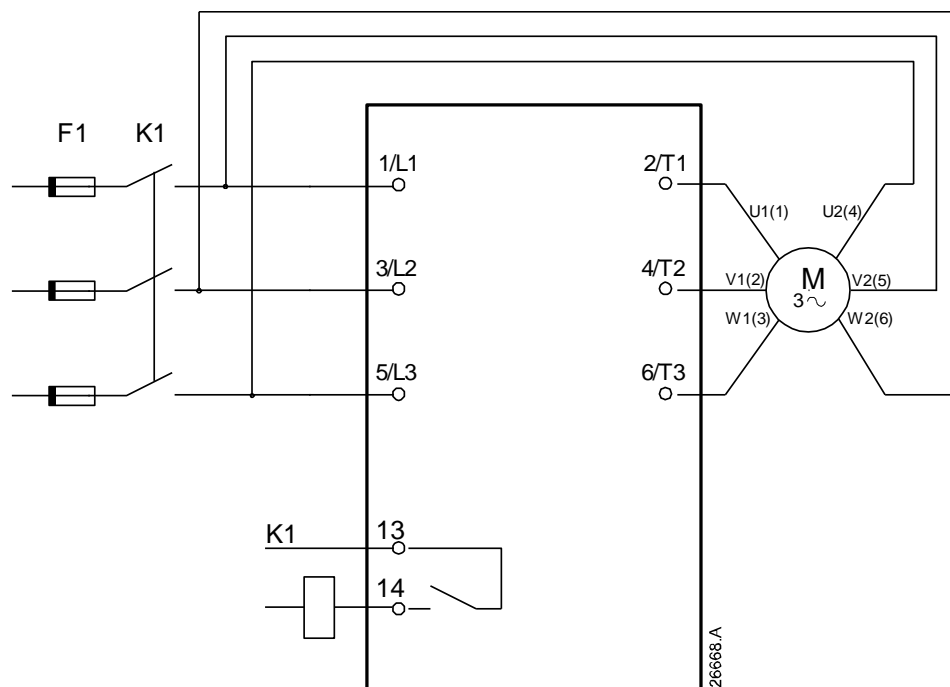 F1 K1
1/L1 2/T1
U1(1) U2(4)
3/L2 4/T2 V1(2) M V2(5)
3
W1(3) W2(6)
5/L3 6/T3
K1 13
14
26668.A